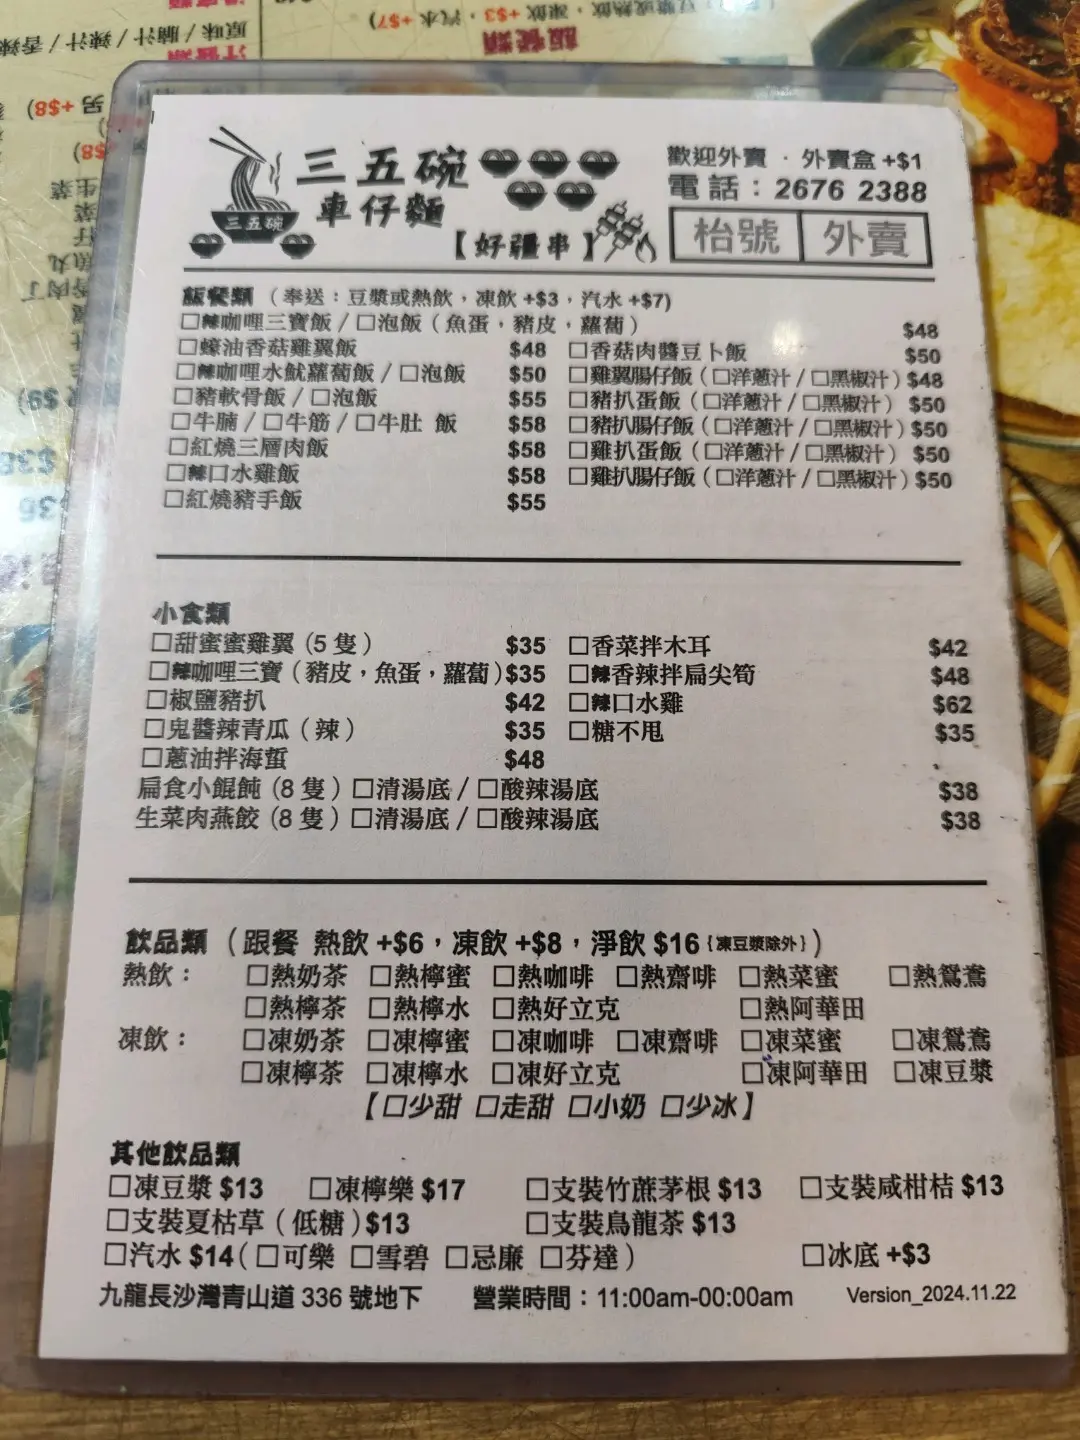 三五碗
車仔麵
三五碗
【好彊串】
歡迎外賣 · 外賣盒 +$1
電話：2676 2388
枱號 外賣
飯餐類（奉送：豆漿或熱飲，凍飲 +$3，汽水 +$7)
□辣咖哩三寶飯 / □泡飯（魚蛋，豬皮，蘿蔔） $48
□蠔油香菇雞翼飯 $48 □香菇肉醬豆卜飯 $50
□辣咖哩水魷蘿蔔飯 / □泡飯 $50 □雞翼腸仔飯（□洋蔥汁 / □黑椒汁）$48
□豬軟骨飯 / □泡飯 $55 □豬扒蛋飯（□洋蔥汁 / □黑椒汁） $50
□牛腩 / □牛筋 / □牛肚 飯 $58 □豬扒腸仔飯（□洋蔥汁 / □黑椒汁）$50
□紅燒三層肉飯 $58 □雞扒蛋飯（□洋蔥汁 / □黑椒汁） $50
□辣口水雞飯 $58 □雞扒腸仔飯（□洋蔥汁 / □黑椒汁）$50
□紅燒豬手飯 $55
小食類
□甜蜜蜜雞翼 (5 隻） $35 □香菜拌木耳 $42
□辣咖哩三寶（豬皮，魚蛋，蘿蔔)$35 □辣香辣拌扁尖筍 $48
□椒鹽豬扒 $42 □辣口水雞 $62
□鬼醬辣青瓜（辣） $35 □糖不甩 $35
□蔥油拌海蜇 $48
扁食小餛飩 (8 隻）□清湯底 / □酸辣湯底 $38
生菜肉燕餃 (8 隻）□清湯底 / □酸辣湯底 $38
飲品類（跟餐 熱飲 +$6，凍飲 +$8，淨飲 $16 {凍豆漿除外}）
熱飲： □熱奶茶 □熱檸蜜 □熱咖啡 □熱齋啡 □熱菜蜜 □熱鴛鴦
□熱檸茶 □熱檸水 □熱好立克 □熱阿華田
凍飲： □凍奶茶 □凍檸蜜 □凍咖啡 □凍齋啡 □凍菜蜜 □凍鴛鴦
□凍檸茶 □凍檸水 □凍好立克 □凍阿華田 □凍豆漿
【□少甜 □走甜 □小奶 □少冰】
其他飲品類
□凍豆漿 $13 □凍檸樂 $17 □支裝竹蔗茅根 $13 □支裝咸柑桔 $13
□支裝夏枯草（低糖）$13 □支裝烏龍茶 $13
□汽水 $14(□可樂 □雪碧 □忌廉 □芬達） □冰底 +$3
九龍長沙灣青山道 336 號地下 營業時間：11:00am-00:00am Version_2024.11.22